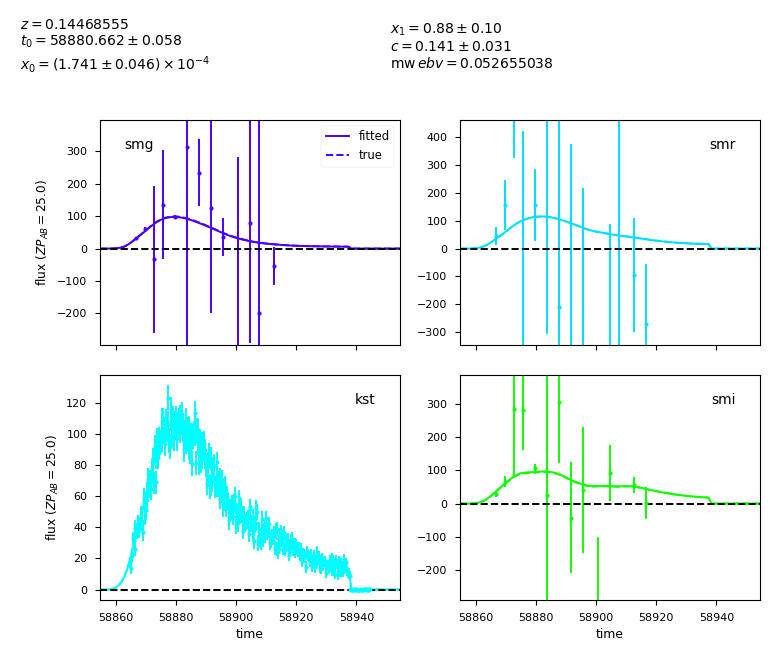 z = 0.14468555
t₀ = 58880.662 ± 0.058
x₀ = (1.741 ± 0.046) × 10⁻⁴
x₁ = 0.88 ± 0.10
c = 0.141 ± 0.031
mw ebv = 0.052655038
smg
fitted
true
300
200
100
0
−100
−200
flux (ZP_AB = 25.0)
smr
400
300
200
100
0
−100
−200
−300
kst
120
100
80
60
40
20
0
flux (ZP_AB = 25.0)
58860 58880 58900 58920 58940
time
smi
300
200
100
0
−100
−200
58860 58880 58900 58920 58940
time